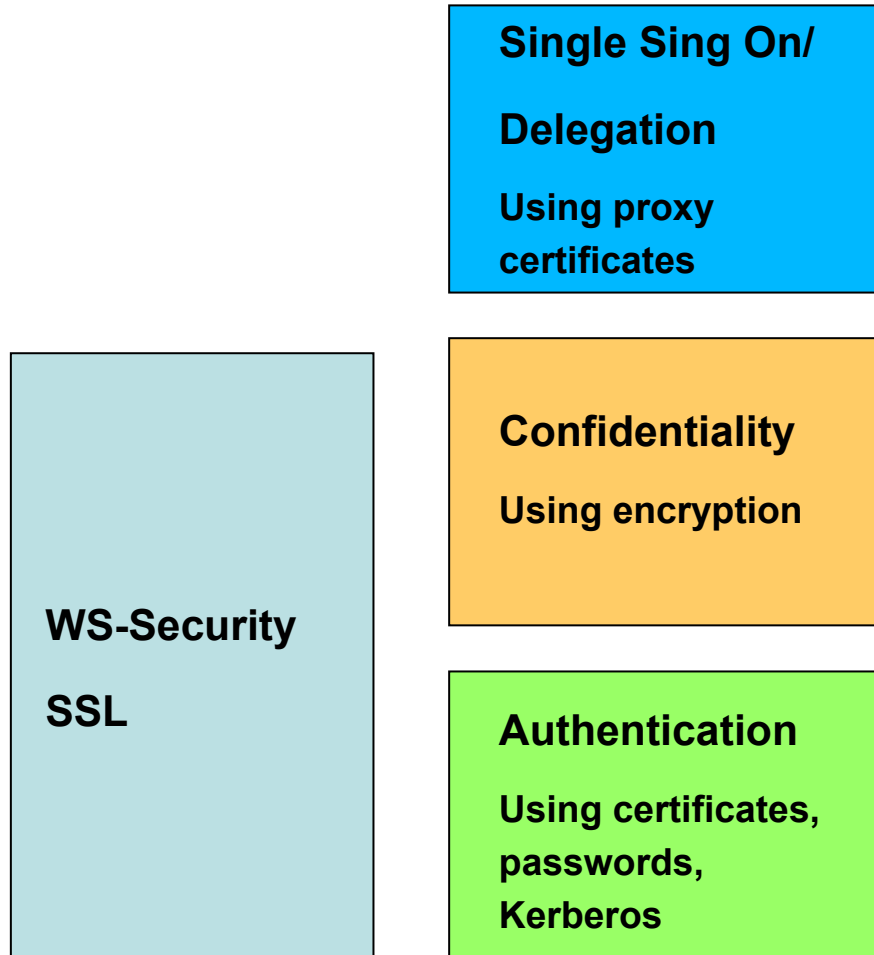 Single Sing On/
Delegation
Using proxy
certificates
Confidentiality
Using encryption
WS-Security
SSL
Authentication
Using certificates,
passwords,
Kerberos